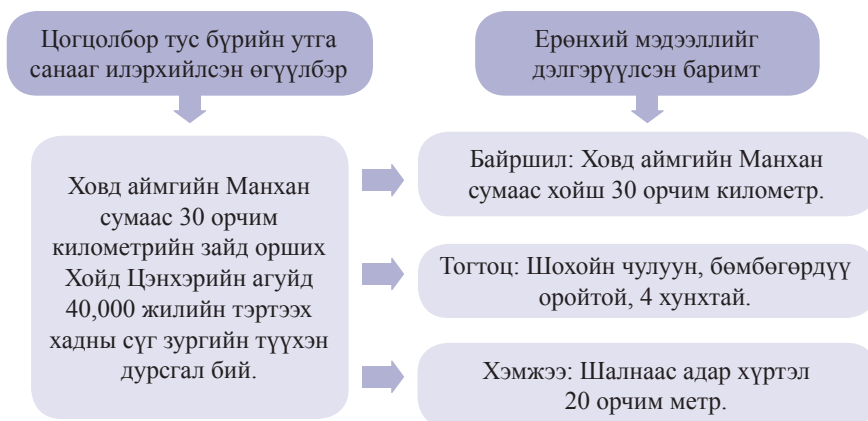 Цогцолбор тус бүрийн утга
санааг илэрхийлсэн өгүүлбэр
Ерөнхий мэдээллийг
дэлгэрүүлсэн баримт
Ховд аймгийн Манхан
сумаас 30 орчим
километрийн зайд орших
Хойд Цэнхэрийн агуйд
40,000 жилийн тэртээх
хадны сүг зургийн түүхэн
дурсгал бий.
Байршил: Ховд аймгийн Манхан
сумаас хойш 30 орчим километр.
Тогтоц: Шохойн чулуун, бөмбөгөрдүү
оройтой, 4 хунхтай.
Хэмжээ: Шалнаас адар хүртэл
20 орчим метр.